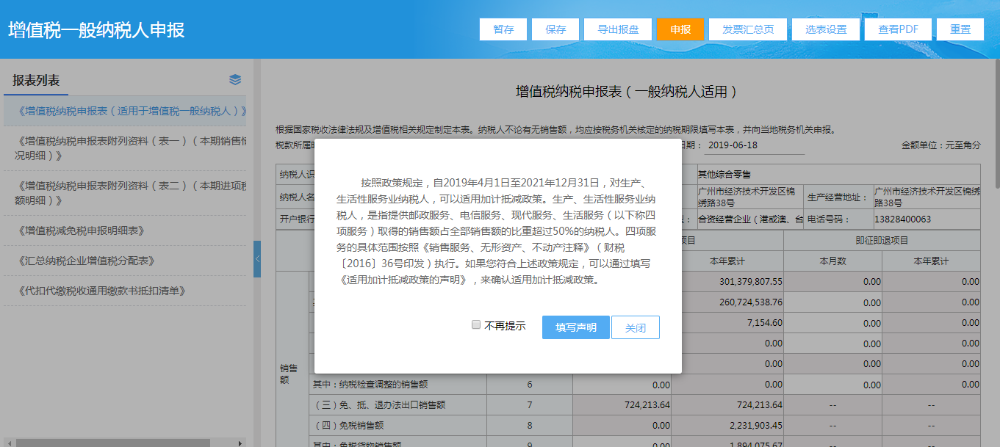 增值税一般纳税人申报
暂存 保存 导出报盘 申报 发票汇总页 选表设置 查看PDF 重置
报表列表
《增值税纳税申报表（适用于增值税一般纳税人）》
《增值税纳税申报表附列资料（表一）（本期销售情
况明细）》
《增值税纳税申报表附列资料（表二）（本期进项税
额明细）》
《增值税减免税申报明细表》
《汇总纳税企业增值税分配表》
《代扣代缴税收通用缴款书抵扣清单》
增值税纳税申报表（一般纳税人适用）
根据国家税收法律法规及增值税相关规定制定本表。纳税人不论有无销售额，均应按税务机关核定的纳税期限填写本表，并向当地税务机关申报。
税款所属 日期： 2019-06-18 金额单位：元至角分
纳税人识 其他综合零售
纳税人名 广州市经济技术开发区锦
绣路38号 生产经营地址： 广州市经济技术开发区锦绣
路38号
开户银行 ： 合资经营企业（港或澳、台 电话号码： 13828400063
项目 即征即退项目
本年累计 本月数 本年累计
301,379,807.55 0.00 0.00
260,724,538.76 0.00 0.00
7,154.60 0.00 0.00
0.00 0.00 0.00
0.00 0.00 0.00
销售
额
其中：纳税检查调整的销售额 6 0.00 0.00 0.00 0.00
（三）免、抵、退办法出口销售额 7 724,213.64 724,213.64 -- --
（四）免税销售额 8 0.00 2,231,903.45 -- --
其中：免税货物销售额 9 0.00 1,894,075.67 -- --
按照政策规定，自2019年4月1日至2021年12月31日，对生产、
生活性服务业纳税人，可以适用加计抵减政策。生产、生活性服务业纳
税人，是指提供邮政服务、电信服务、现代服务、生活服务（以下称四
项服务）取得的销售额占全部销售额的比重超过50%的纳税人。四项服
务的具体范围按照《销售服务、无形资产、不动产注释》（财税
〔2016〕36号印发）执行。如果您符合上述政策规定，可以通过填写
《适用加计抵减政策的声明》，来确认适用加计抵减政策。
不再提示 填写声明 关闭